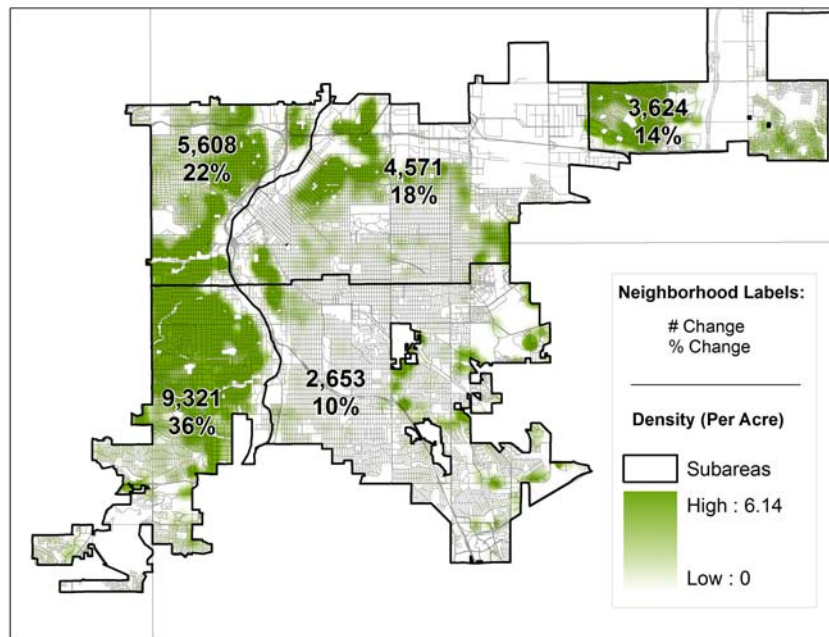 5,608
22%
4,571
18%
3,624
14%
9,321
36%
2,653
10%
Neighborhood Labels:
# Change
% Change
Density (Per Acre)
Subareas
High : 6.14
Low : 0